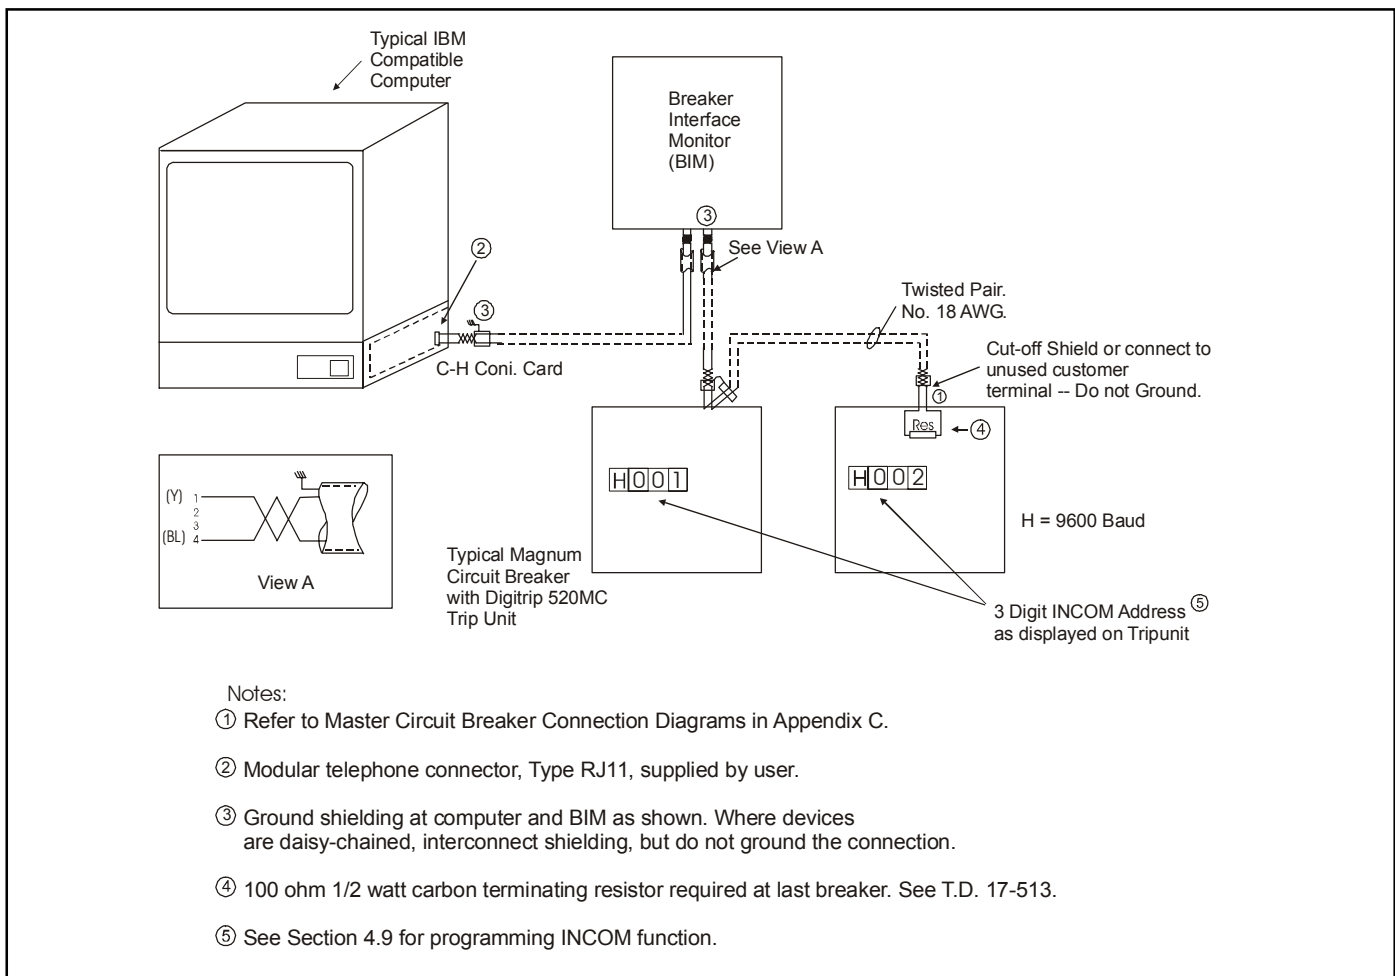 Typical IBM
Compatible
Computer
Breaker
Interface
Monitor
(BIM)
③
See View A
②
③
C-H Coni. Card
Twisted Pair.
No. 18 AWG.
Cut-off Shield or connect to
unused customer
terminal -- Do not Ground.
①
Res
④
H001
H002
H = 9600 Baud
(Y) 1
2
3
(BL) 4
View A
Typical Magnum
Circuit Breaker
with Digitrip 520MC
Trip Unit
3 Digit INCOM Address ⑤
as displayed on Tripunit
Notes:
① Refer to Master Circuit Breaker Connection Diagrams in Appendix C.
② Modular telephone connector, Type RJ11, supplied by user.
③ Ground shielding at computer and BIM as shown. Where devices
are daisy-chained, interconnect shielding, but do not ground the connection.
④ 100 ohm 1/2 watt carbon terminating resistor required at last breaker. See T.D. 17-513.
⑤ See Section 4.9 for programming INCOM function.